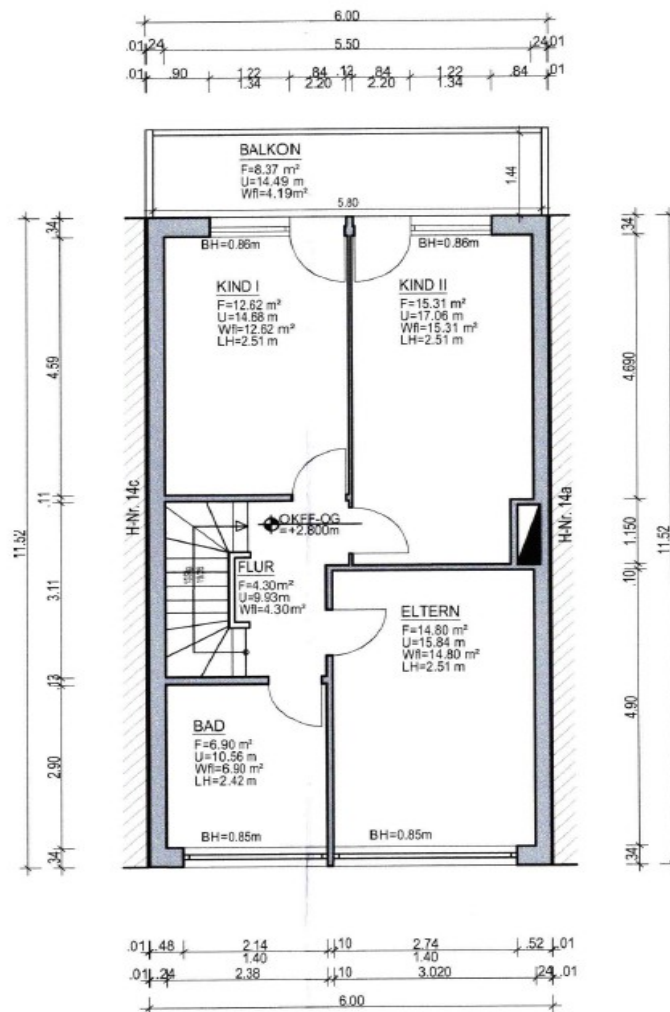 6.00
.01 .24 5.50 .24 .01
.01 .90 1.22 .84 .12 .84 1.22 .84 .01
1.34 2.20 2.20 1.34
BALKON
F=8.37 m²
U=14.49 m
Wfl=4.19m²
1.44
5.80
.34
.34
BH=0.86m
BH=0.86m
KIND I
F=12.62 m²
U=14.68 m
Wfl=12.62 m²
LH=2.51 m
KIND II
F=15.31 m²
U=17.06 m
Wfl=15.31 m²
LH=2.51 m
4.59
4.690
H-Nr. 14c
H-Nr. 14a
.11
11.52
11.52
OKFF-OG
=+2.800m
1.150
3.11
FLUR
F=4.30m²
U=9.93m
Wfl=4.30m²
.10
ELTERN
F=14.80 m²
U=15.84 m
Wfl=14.80 m²
LH=2.51 m
.13
4.90
BAD
F=6.90 m²
U=10.56 m
Wfl=6.90 m²
LH=2.42 m
2.90
BH=0.85m
BH=0.85m
.34
.34
.01 .48 2.14 .10 2.74 .52 .01
1.40 1.40
.01 .24 2.38 .10 3.020 .24 .01
6.00